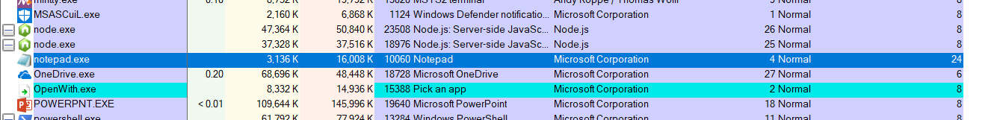 mintty.exe 0.10 8,752 K 15,752 K 15020 MSYS2 terminal Andy Koppe / Thomas Wolff 9 Normal 8
MSASCuiL.exe 2,160 K 6,868 K 1124 Windows Defender notificatio... Microsoft Corporation 1 Normal 8
node.exe 47,364 K 50,840 K 23508 Node.js: Server-side JavaSc... Node.js 26 Normal 8
node.exe 37,328 K 37,516 K 18976 Node.js: Server-side JavaSc... Node.js 25 Normal 8
notepad.exe 3,136 K 16,008 K 10060 Notepad Microsoft Corporation 4 Normal 24
OneDrive.exe 0.20 68,696 K 48,448 K 18728 Microsoft OneDrive Microsoft Corporation 27 Normal 6
OpenWith.exe 8,332 K 14,936 K 15388 Pick an app Microsoft Corporation 2 Normal 8
POWERPNT.EXE < 0.01 109,644 K 145,996 K 19640 Microsoft PowerPoint Microsoft Corporation 18 Normal 8
powershell.exe 61,792 K 77,924 K 13284 Windows PowerShell Microsoft Corporation 11 Normal 8